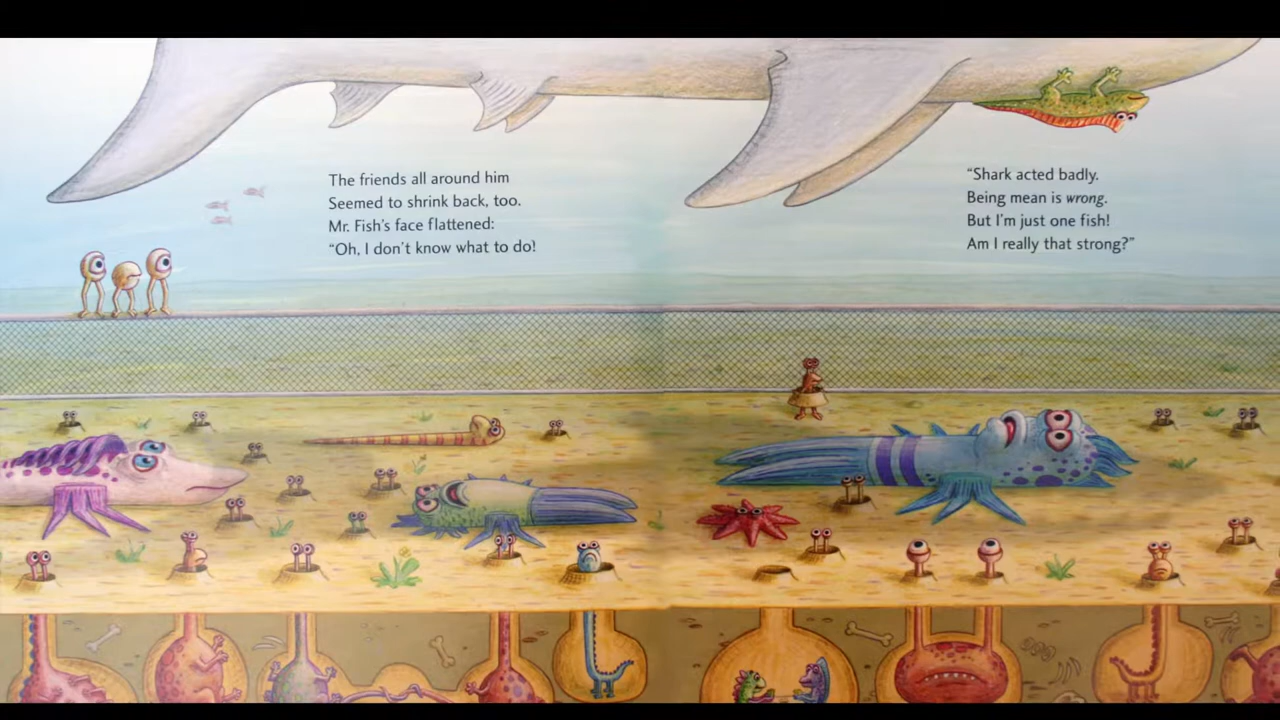 The friends all around him
Seemed to shrink back, too.
Mr. Fish's face flattened:
“Oh, I don't know what to do!
“Shark acted badly.
Being mean is wrong.
But I'm just one fish!
Am I really that strong?”